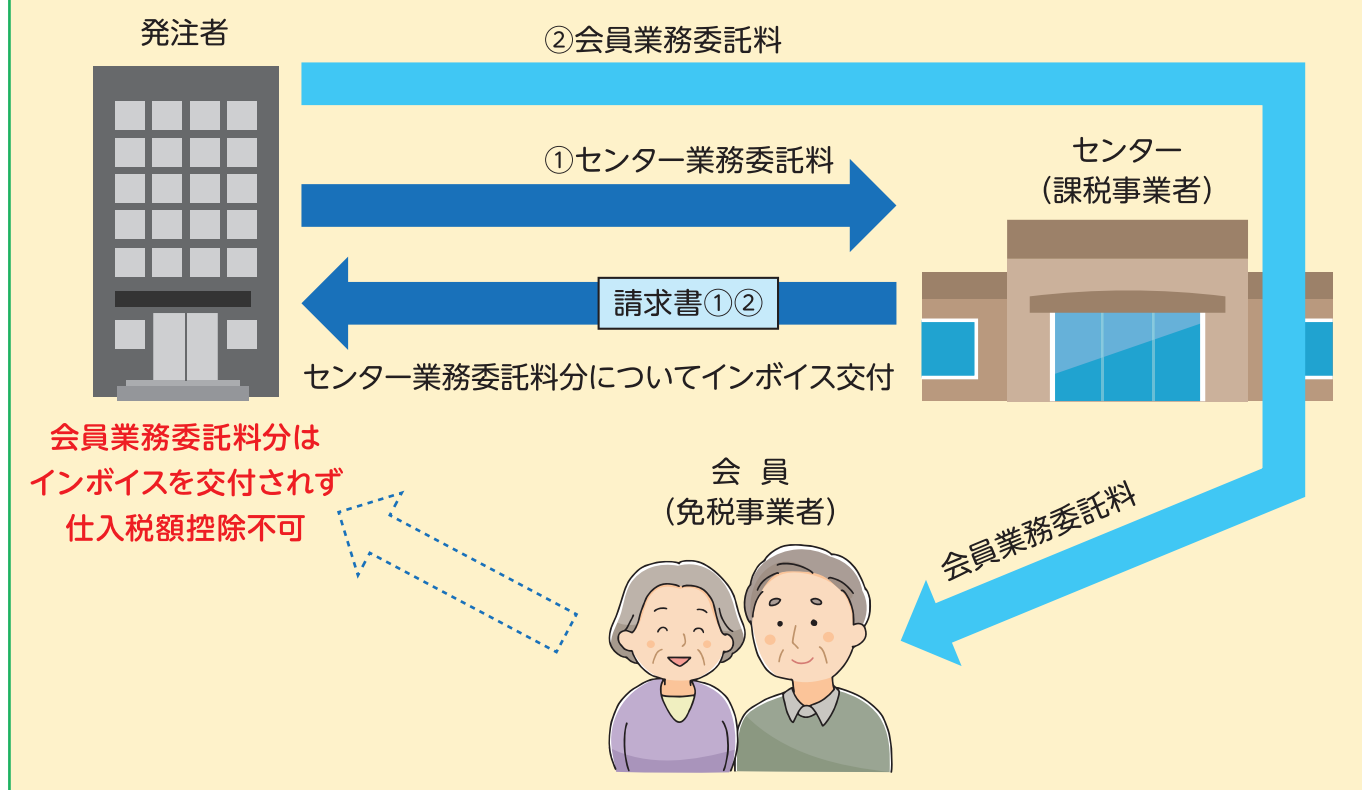 発注者
②会員業務委託料
①センター業務委託料
センター
（課税事業者）
請求書①②
センター業務委託料分についてインボイス交付
会員業務委託料分は
インボイスを交付されず
仕入税額控除不可
会 員
（免税事業者）
会員業務委託料